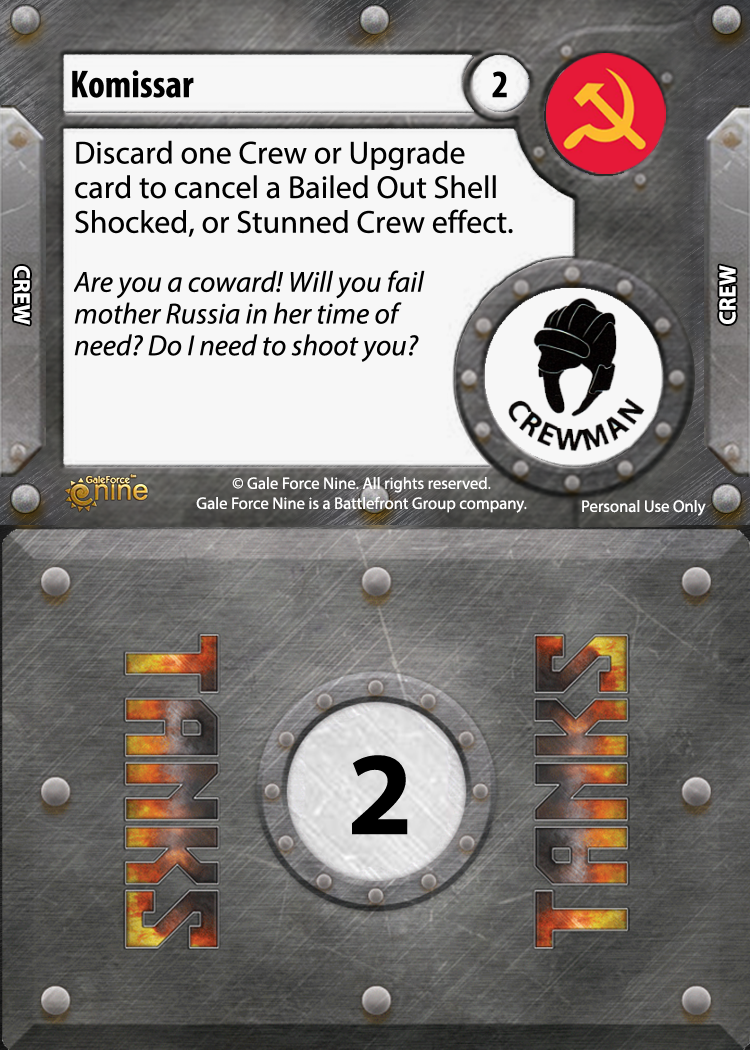 Komissar
2
Discard one Crew or Upgrade
card to cancel a Bailed Out Shell
Shocked, or Stunned Crew effect.
Are you a coward! Will you fail
mother Russia in her time of
need? Do I need to shoot you?
CREW
CREW
CREWMAN
GaleForce™
nine
© Gale Force Nine. All rights reserved.
Gale Force Nine is a Battlefront Group company.
Personal Use Only
TANKS
2
TANKS